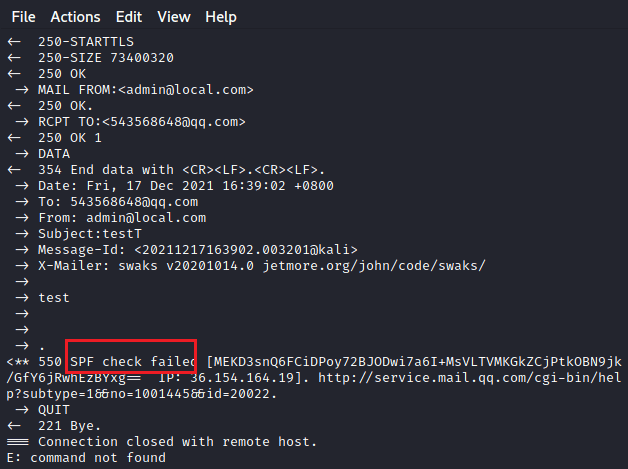 File Actions Edit View Help
<- 250-STARTTLS
<- 250-SIZE 73400320
<- 250 OK
-> MAIL FROM:<admin@local.com>
<- 250 OK.
-> RCPT TO:<543568648@qq.com>
<- 250 OK 1
-> DATA
<- 354 End data with <CR><LF>.<CR><LF>.
-> Date: Fri, 17 Dec 2021 16:39:02 +0800
-> To: 543568648@qq.com
-> From: admin@local.com
-> Subject:testT
-> Message-Id: <20211217163902.003201@kali>
-> X-Mailer: swaks v20201014.0 jetmore.org/john/code/swaks/
->
-> test
->
->
-> .
<** 550 SPF check failed [MEKD3snQ6FCiDPoy72BJODwi7a6I+MsVLTVMKGkZCjPtkOBN9jk
/GfY6jRwhEzBYxg== IP: 36.154.164.19]. http://service.mail.qq.com/cgi-bin/hel
p?subtype=1&&no=1001445&&id=20022.
-> QUIT
<- 221 Bye.
=== Connection closed with remote host.
E: command not found